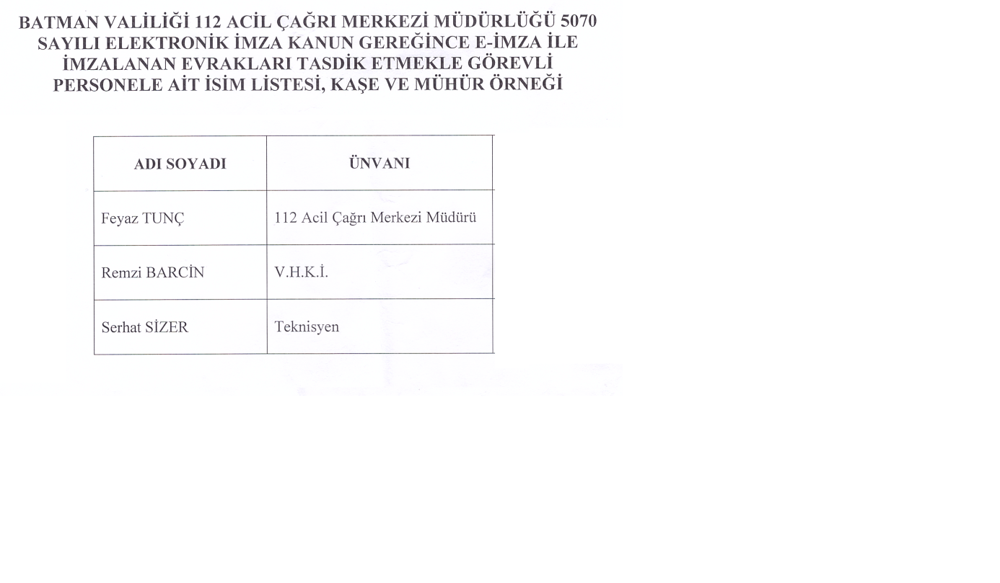 BATMAN VALİLİĞİ 112 ACİL ÇAĞRI MERKEZİ MÜDÜRLÜĞÜ 5070
SAYILI ELEKTRONİK İMZA KANUN GEREĞİNCE E-İMZA İLE
İMZALANAN EVRAKLARI TASDİK ETMEKLE GÖREVLİ
PERSONELE AİT İSİM LİSTESİ, KAŞE VE MÜHÜR ÖRNEĞİ
ADI SOYADI ÜNVANI
Feyaz TUNÇ 112 Acil Çağrı Merkezi Müdürü
Remzi BARCİN V.H.K.İ.
Serhat SİZER Teknisyen